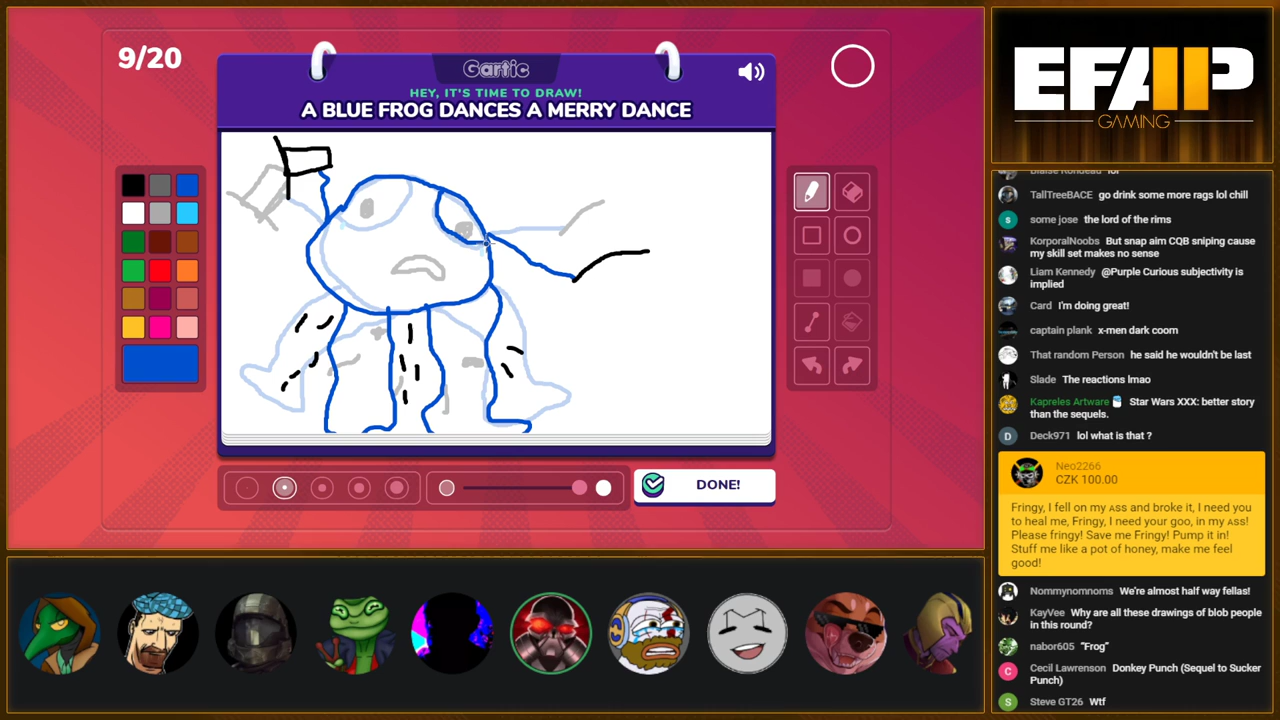 9/20
Gartic
HEY, IT'S TIME TO DRAW!
A BLUE FROG DANCES A MERRY DANCE
DONE!
EFAP
GAMING
Blaise Rondeau lol
TallTreeBACE go drink some more rags lol chill
some jose the lord of the rims
KorporalNoobs But snap aim CQB sniping cause
my skill set makes no sense
Liam Kennedy @Purple Curious subjectivity is
implied
Card I'm doing great!
captain plank x-men dark coom
That random Person he said he wouldn't be last
Slade The reactions lmao
Kapreles Artware Star Wars XXX: better story
than the sequels.
D
Deck971 lol what is that ?
Neo2266
CZK 100.00
Fringy, I fell on my ᴀss and broke it, I need you
to heal me, Fringy, I need your goo, in my ᴀss!
Please fringy! Save me Fringy! Pump it in!
Stuff me like a pot of honey, make me feel
good!
Nommynomnoms We're almost half way fellas!
KayVee Why are all these drawings of blob people
in this round?
nabor605 “Frog”
C
Cecil Lawrenson Donkey Punch (Sequel to Sucker
Punch)
S
Steve GT26 Wtf